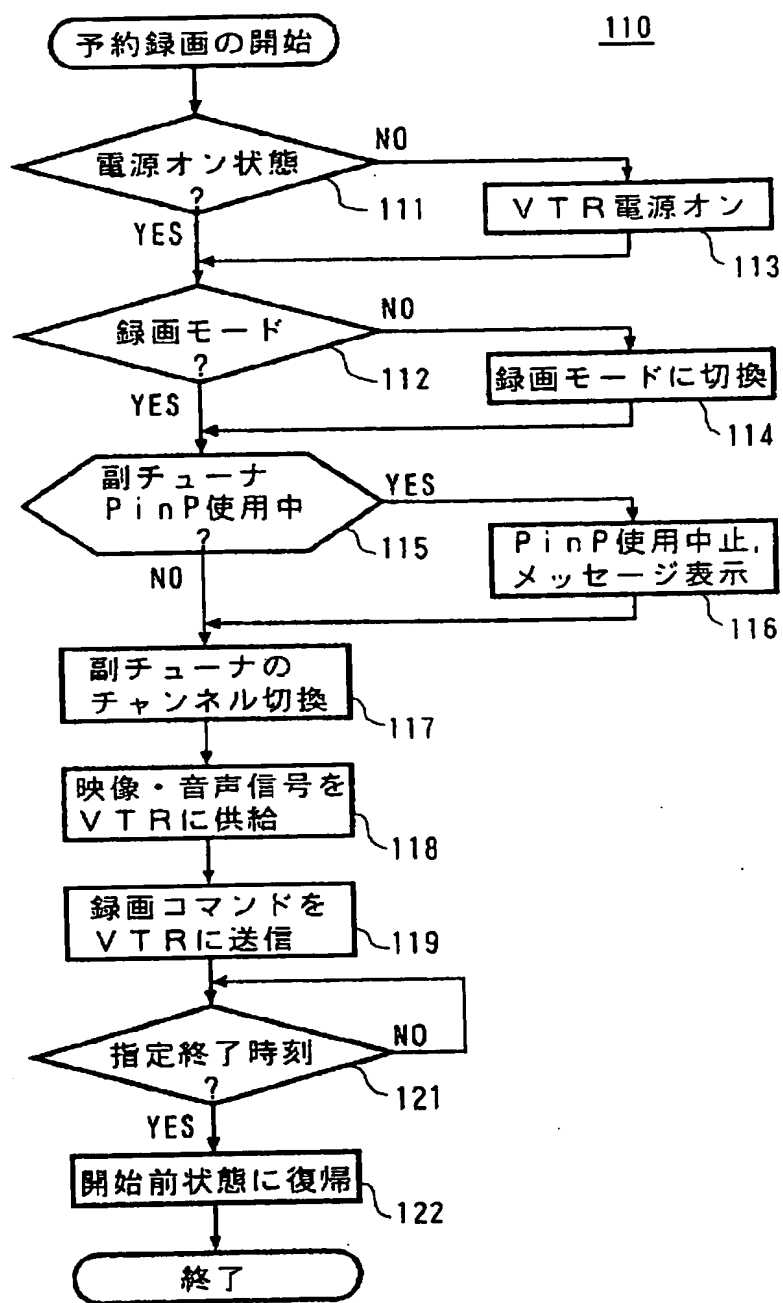 予約録画の開始
110
電源オン状態
?
NO
111
YES
VTR電源オン
113
録画モード
?
NO
112
YES
録画モードに切換
114
副チューナ
PinP使用中
?
YES
115
NO
PinP使用中止,
メッセージ表示
116
副チューナの
チャンネル切換
117
映像・音声信号を
VTRに供給
118
録画コマンドを
VTRに送信
119
指定終了時刻
?
NO
121
YES
開始前状態に復帰
122
終了